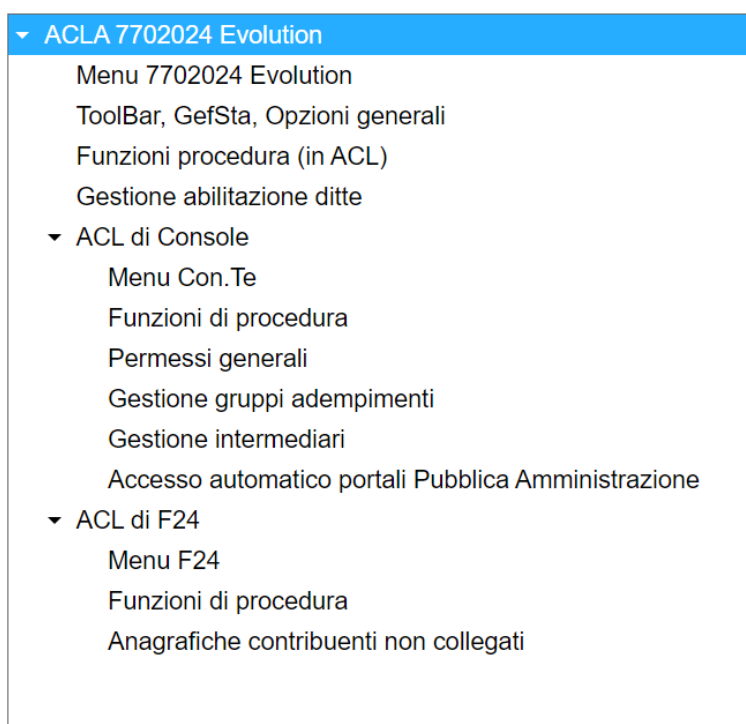 ACLA 7702024 Evolution
Menu 7702024 Evolution
ToolBar, GefSta, Opzioni generali
Funzioni procedura (in ACL)
Gestione abilitazione ditte
ACL di Console
Menu Con.Te
Funzioni di procedura
Permessi generali
Gestione gruppi adempimenti
Gestione intermediari
Accesso automatico portali Pubblica Amministrazione
ACL di F24
Menu F24
Funzioni di procedura
Anagrafiche contribuenti non collegati